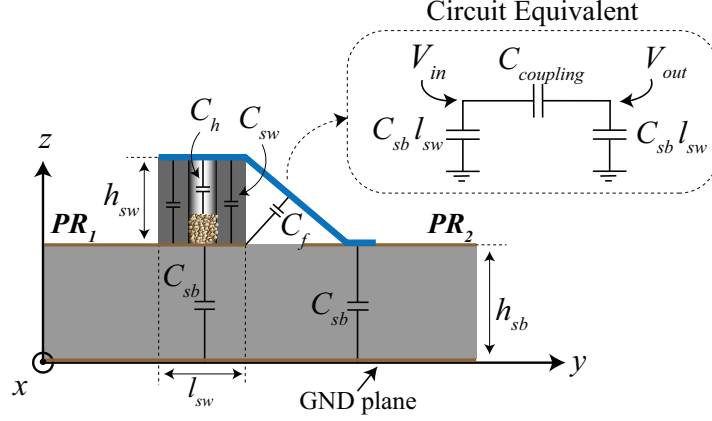 Circuit Equivalent
V_in
C_coupling
V_out
C_sb l_sw
C_sb l_sw
z
C_h
C_sw
h_sw
PR_1
C_f
PR_2
C_sb
C_sb
h_sb
x
l_sw
GND plane
y